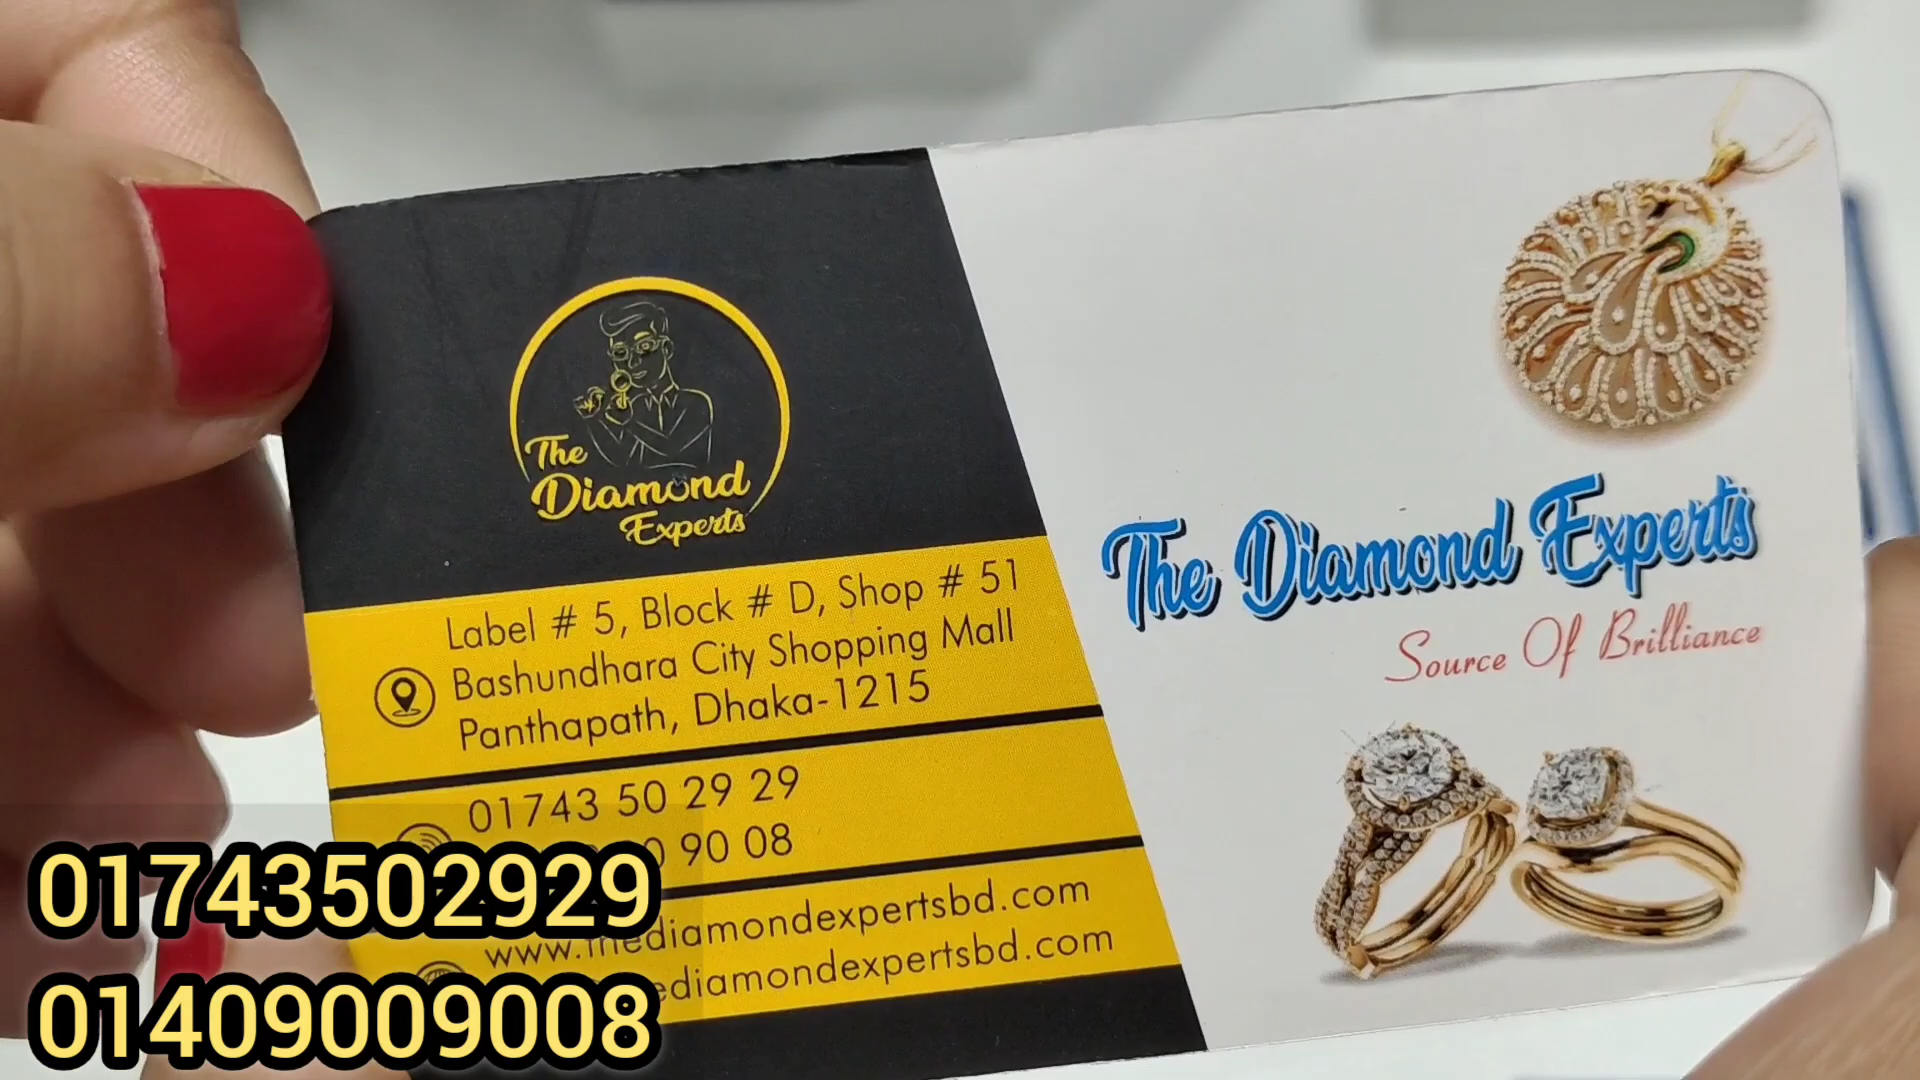 The
Diamond
Experts
Label # 5, Block # D, Shop # 51
Bashundhara City Shopping Mall
Panthapath, Dhaka-1215
01743 50 29 29
90 08
www.thediamondexpertsbd.com
ediamondexpertsbd.com
The Diamond Experts
Source Of Brilliance
01743502929
01409009008